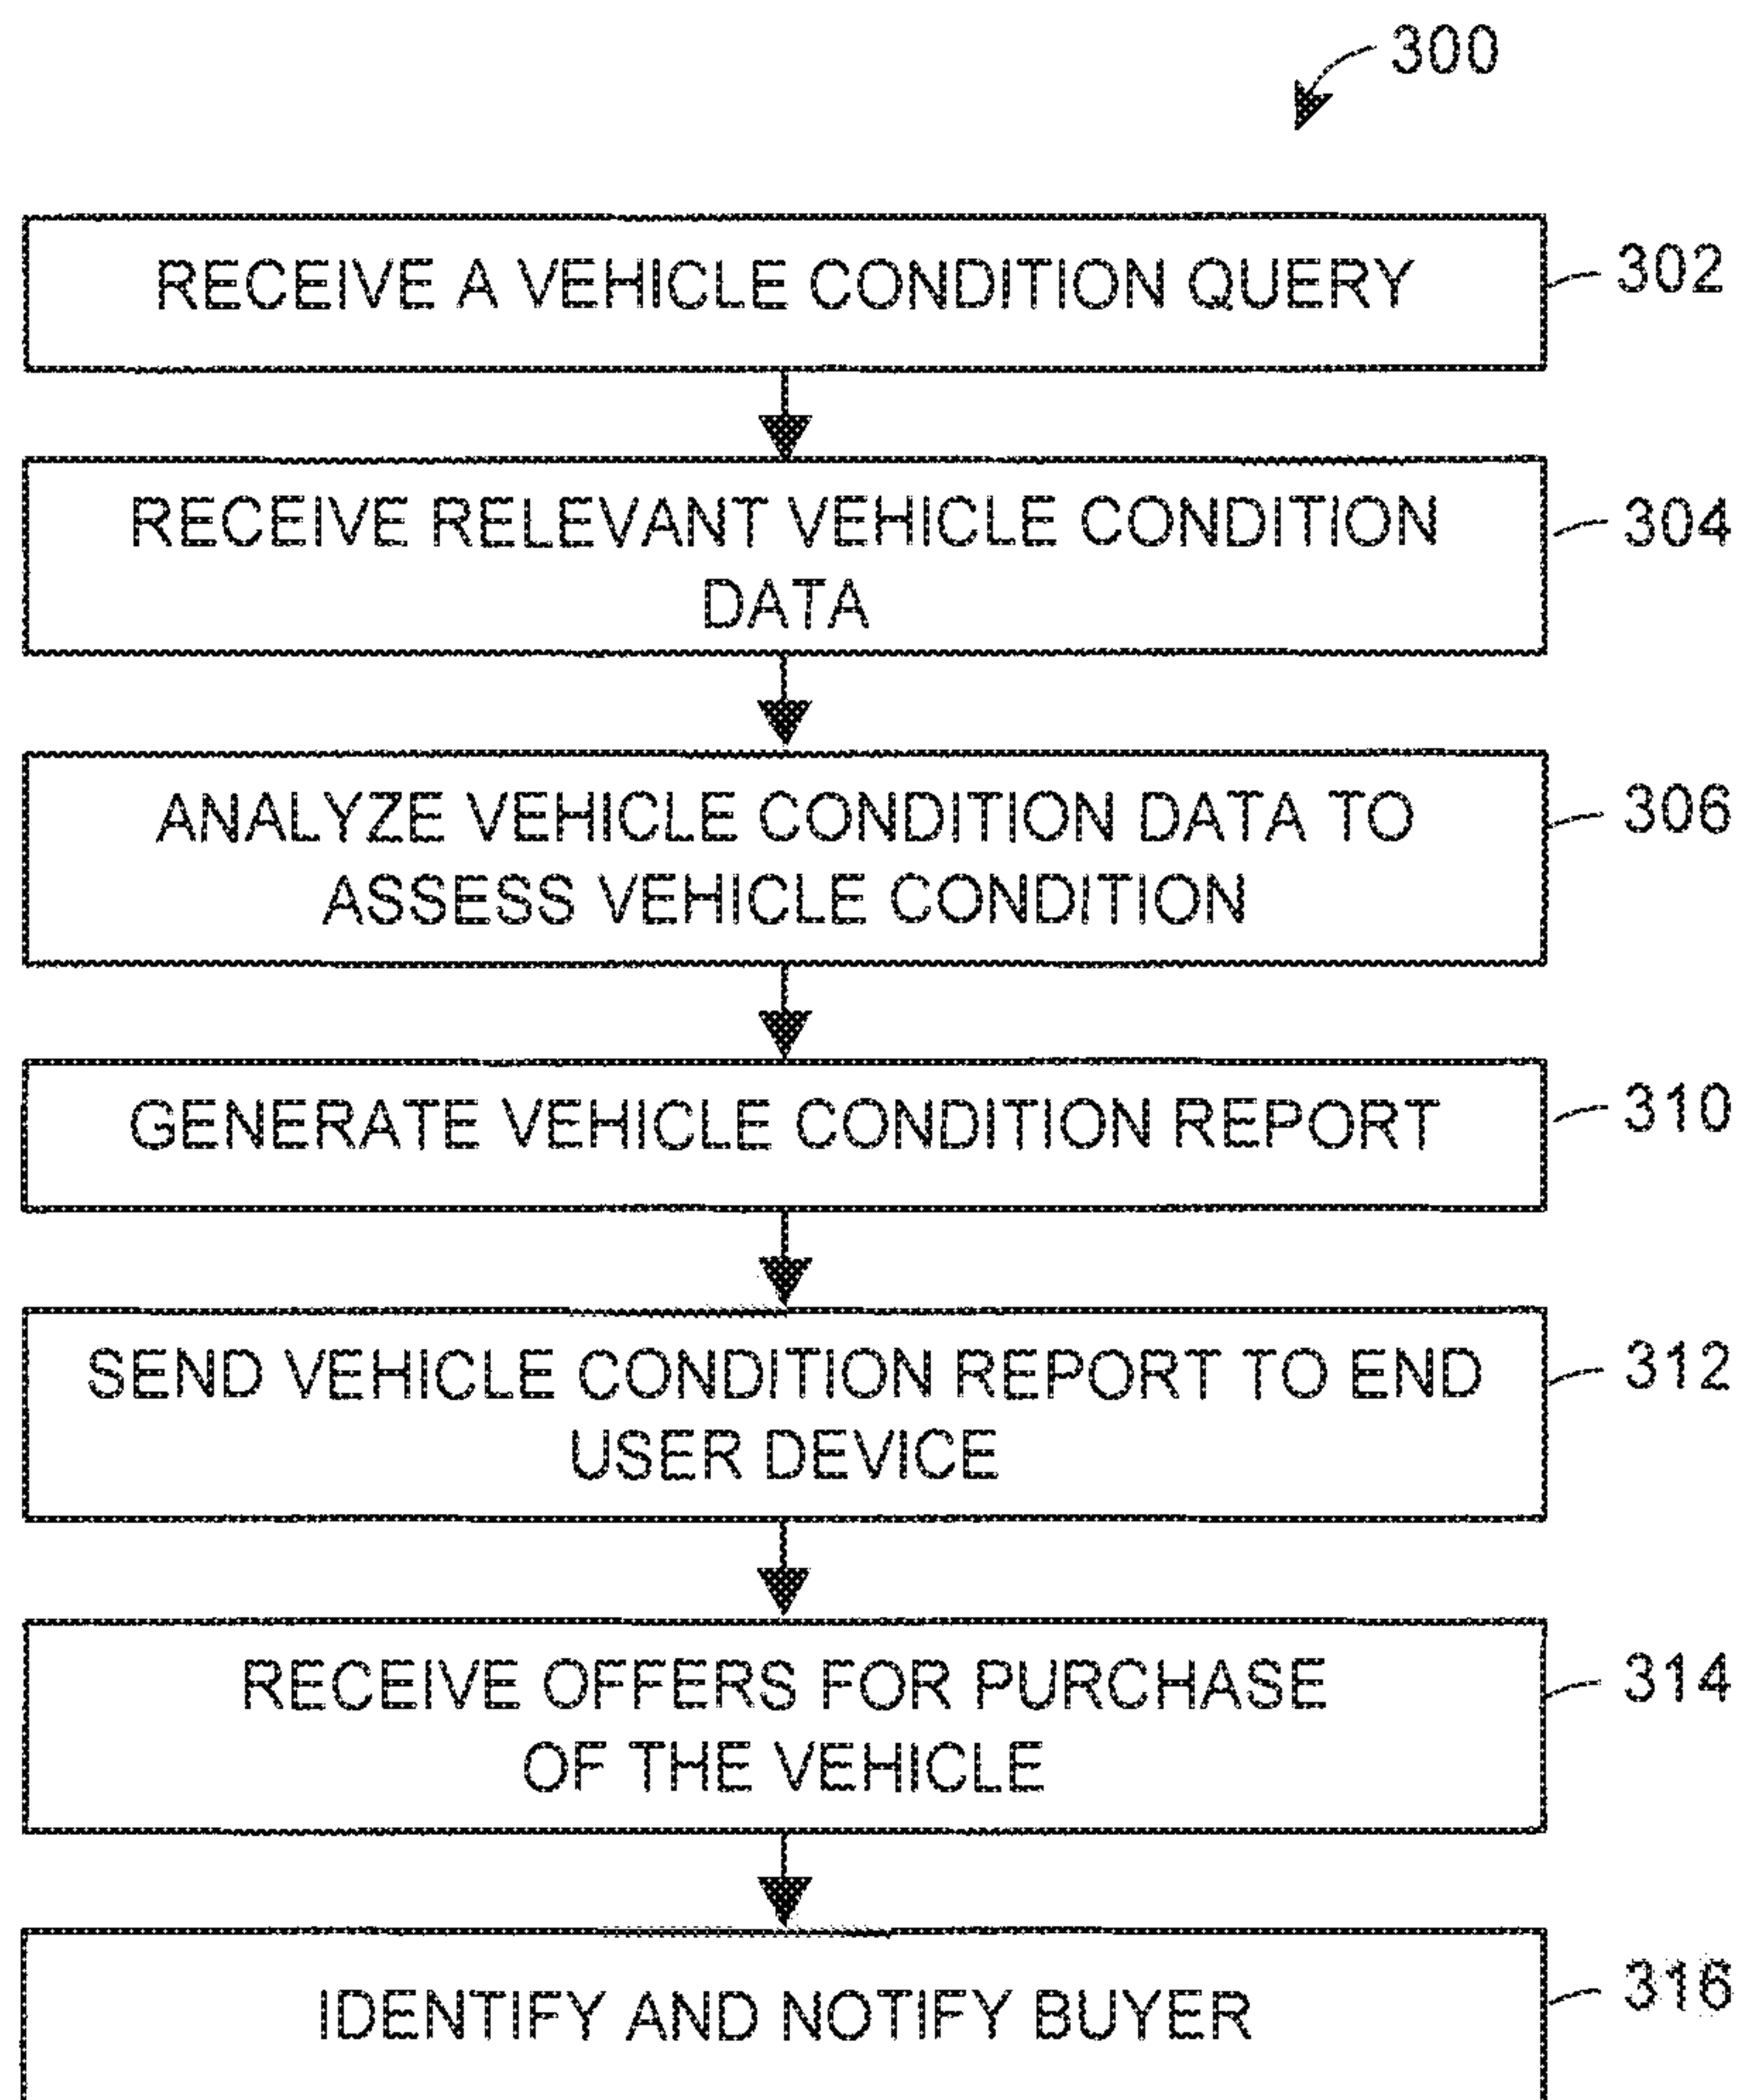 300
RECEIVE A VEHICLE CONDITION QUERY
302
RECEIVE RELEVANT VEHICLE CONDITION
DATA
304
ANALYZE VEHICLE CONDITION DATA TO
ASSESS VEHICLE CONDITION
306
GENERATE VEHICLE CONDITION REPORT
310
SEND VEHICLE CONDITION REPORT TO END
USER DEVICE
312
RECEIVE OFFERS FOR PURCHASE
OF THE VEHICLE
314
IDENTIFY AND NOTIFY BUYER
316